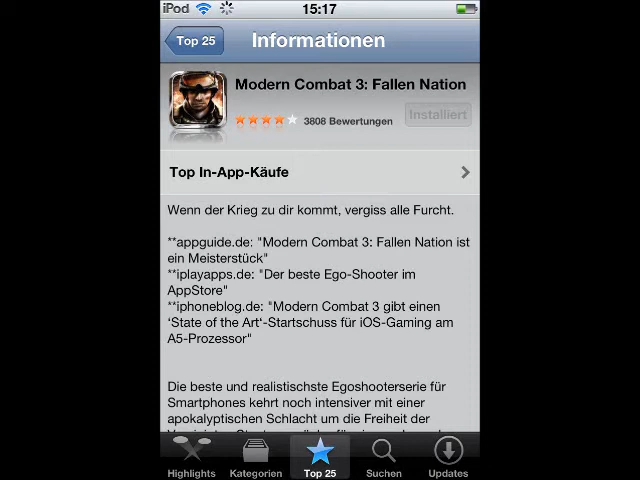 iPod 15:17
Top 25 Informationen
Modern Combat 3: Fallen Nation
3808 Bewertungen Installiert
Top In-App-Käufe
Wenn der Krieg zu dir kommt, vergiss alle Furcht.
**appguide.de: "Modern Combat 3: Fallen Nation ist
ein Meisterstück"
**iplayapps.de: "Der beste Ego-Shooter im
AppStore"
**iphoneblog.de: "Modern Combat 3 gibt einen
‘State of the Art‘-Startschuss für iOS-Gaming am
A5-Prozessor"
Die beste und realistischste Egoshooterserie für
Smartphones kehrt noch intensiver mit einer
apokalyptischen Schlacht um die Freiheit der
Highlights Kategorien Top 25 Suchen Updates